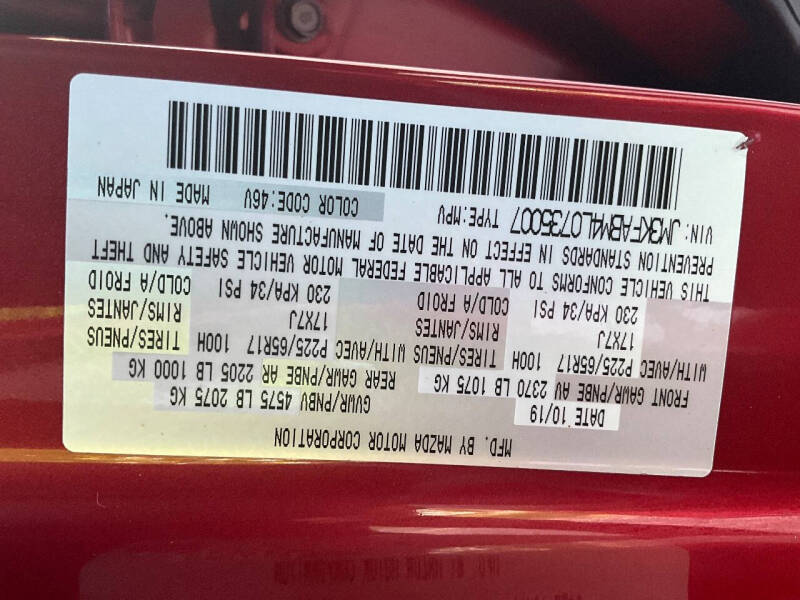 MFD. BY MAZDA MOTOR CORPORATION
DATE 10/19 GVWR/PNBV 4575 LB 2075 KG
FRONT GAWR/PNBE AV 2370 LB 1075 KG REAR GAWR/PNBE AR 2205 LB 1000 KG
WITH/AVEC P225/65R17 100H TIRES/PNEUS WITH/AVEC P225/65R17 100H TIRES/PNEUS
17X7J RIMS/JANTES 17X7J RIMS/JANTES
230 KPA/34 PSI COLD/A FROID 230 KPA/34 PSI COLD/A FROID
THIS VEHICLE CONFORMS TO ALL APPLICABLE FEDERAL MOTOR VEHICLE SAFETY AND THEFT
PREVENTION STANDARDS IN EFFECT ON THE DATE OF MANUFACTURE SHOWN ABOVE.
VIN: JM3KFABM4L0735007 TYPE:MPV COLOR CODE:46V MADE IN JAPAN